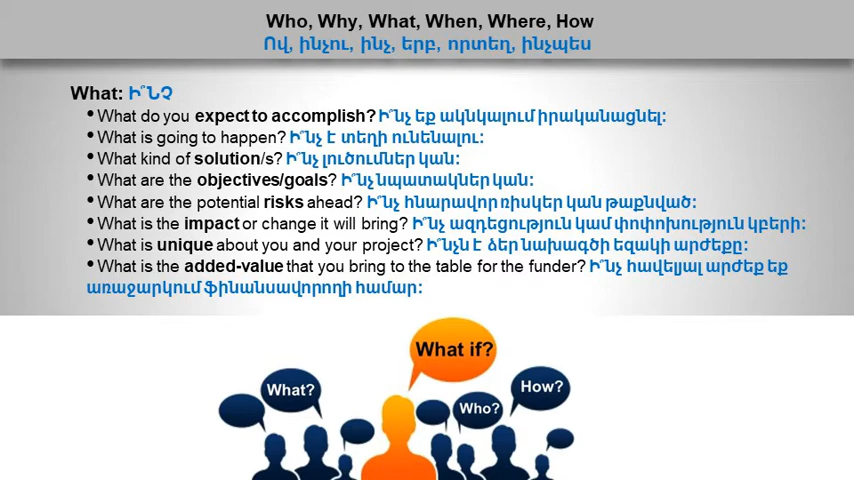 Who, Why, What, When, Where, How
Ով, ինչու, ինչ, երբ, որտեղ, ինչպես
What: Ի՞ՆՉ
• What do you expect to accomplish? Ի՞նչ եք ակնկալում իրականացնել:
• What is going to happen? Ի՞նչ է տեղի ունենալու:
• What kind of solution/s? Ի՞նչ լուծումներ կան:
• What are the objectives/goals? Ի՞նչ նպատակներ կան:
• What are the potential risks ahead? Ի՞նչ հնարավոր ռիսկեր կան թաքնված:
• What is the impact or change it will bring? Ի՞նչ ազդեցություն կամ փոփոխություն կբերի:
• What is unique about you and your project? Ի՞նչն է ձեր նախագծի եզակի արժեքը:
• What is the added-value that you bring to the table for the funder? Ի՞նչ հավելյալ արժեք եք
առաջարկում ֆինանսավորողի համար:
What if?
What?
How?
Who?